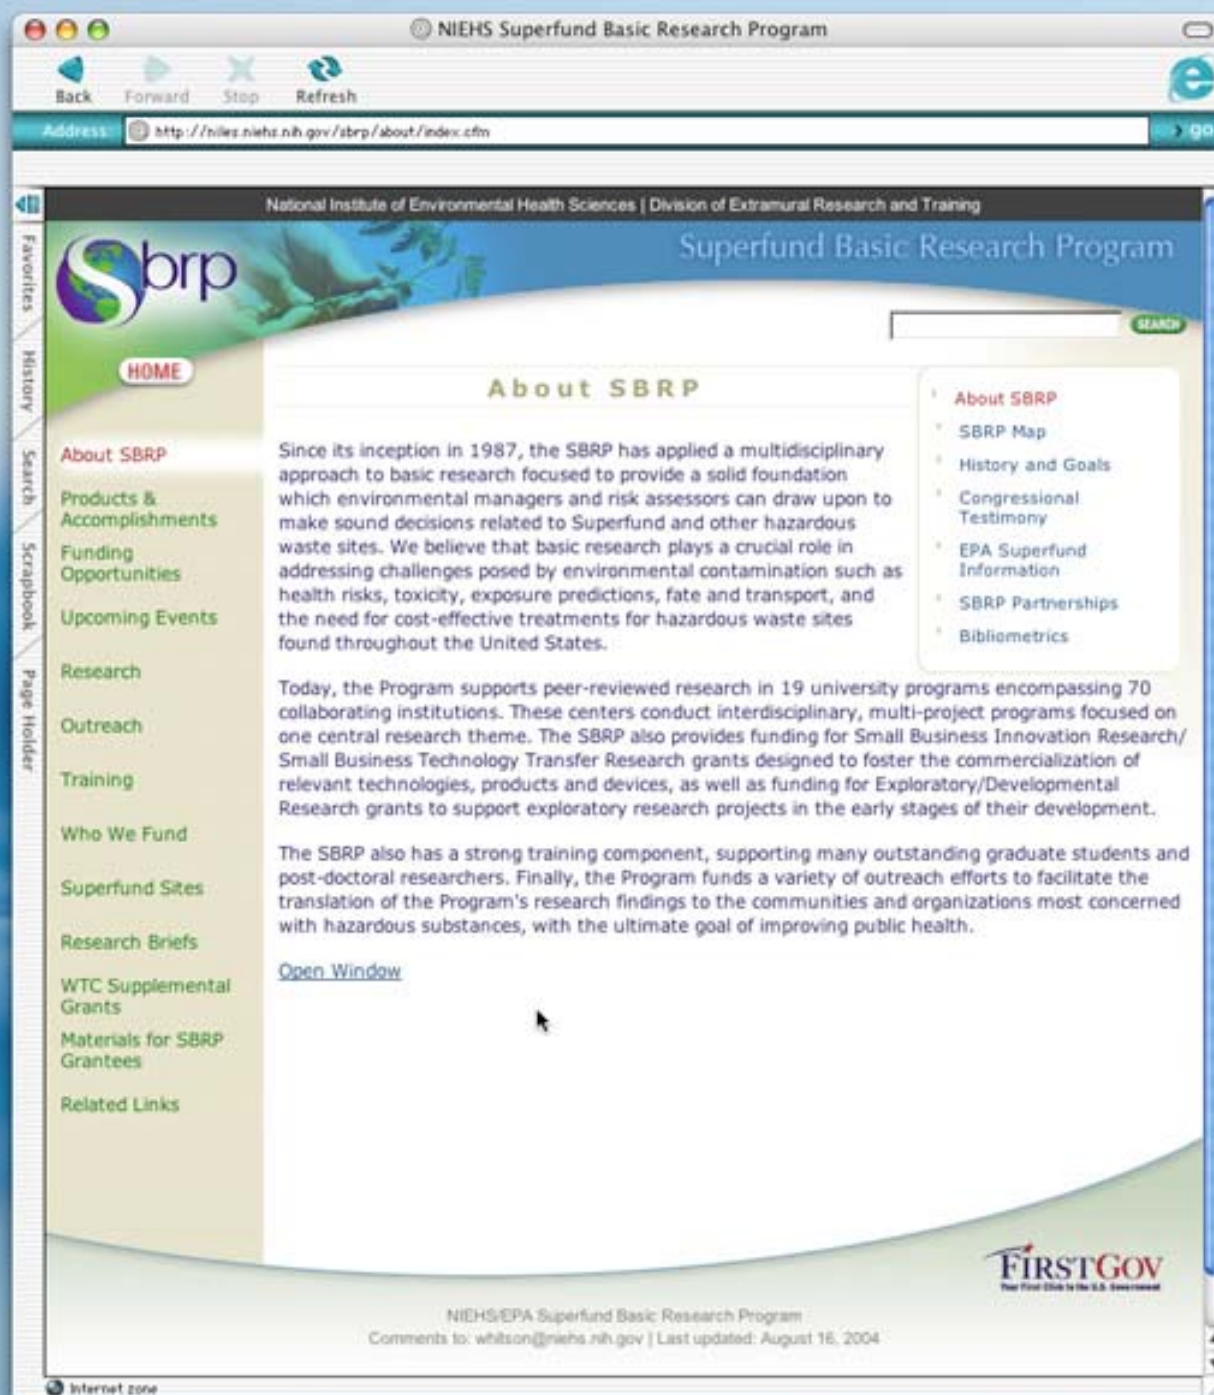 NIEHS Superfund Basic Research Program
Back
Forward
Stop
Refresh
Address:
http://niles.niehs.nih.gov/sbrp/about/index.cfm
go
National Institute of Environmental Health Sciences | Division of Extramural Research and Training
Sbrp
Superfund Basic Research Program
SEARCH
Favorites
History
Search
Scrapbook
Page Holder
HOME
About SBRP
Products &
Accomplishments
Funding
Opportunities
Upcoming Events
Research
Outreach
Training
Who We Fund
Superfund Sites
Research Briefs
WTC Supplemental
Grants
Materials for SBRP
Grantees
Related Links
About SBRP
Since its inception in 1987, the SBRP has applied a multidisciplinary
approach to basic research focused to provide a solid foundation
which environmental managers and risk assessors can draw upon to
make sound decisions related to Superfund and other hazardous
waste sites. We believe that basic research plays a crucial role in
addressing challenges posed by environmental contamination such as
health risks, toxicity, exposure predictions, fate and transport, and
the need for cost-effective treatments for hazardous waste sites
found throughout the United States.
About SBRP
SBRP Map
History and Goals
Congressional
Testimony
EPA Superfund
Information
SBRP Partnerships
Bibliometrics
Today, the Program supports peer-reviewed research in 19 university programs encompassing 70
collaborating institutions. These centers conduct interdisciplinary, multi-project programs focused on
one central research theme. The SBRP also provides funding for Small Business Innovation Research/
Small Business Technology Transfer Research grants designed to foster the commercialization of
relevant technologies, products and devices, as well as funding for Exploratory/Developmental
Research grants to support exploratory research projects in the early stages of their development.
The SBRP also has a strong training component, supporting many outstanding graduate students and
post-doctoral researchers. Finally, the Program funds a variety of outreach efforts to facilitate the
translation of the Program's research findings to the communities and organizations most concerned
with hazardous substances, with the ultimate goal of improving public health.
Open Window
FIRSTGOV
Your First Click to the U.S. Government
NIEHS/EPA Superfund Basic Research Program
Comments to: whitson@niehs.nih.gov | Last updated: August 16, 2004
Internet zone